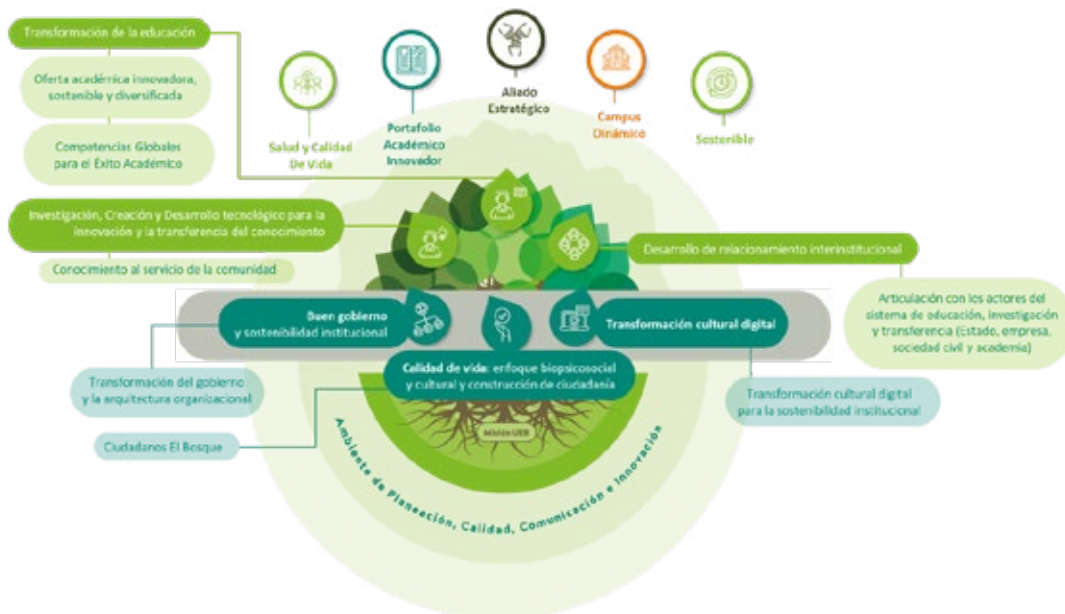 Transformación de la educación
Oferta académica innovadora,
sostenible y diversificada
Competencias Globales
para el Éxito Académico
Salud y Calidad
De Vida
Portafolio
Académico
Innovador
Aliado
Estratégico
Campus
Dinámico
Sostenible
Investigación, Creación y Desarrollo tecnológico para la
innovación y la transferencia del conocimiento
Conocimiento al servicio de la comunidad
Desarrollo de relacionamiento interinstitucional
Articulación con los actores del
sistema de educación, investigación
y transferencia (Estado, empresa,
sociedad civil y academia)
Buen gobierno
y sostenibilidad institucional
Transformación cultural digital
Calidad de vida: enfoque biopsicosocial
y cultural y construcción de ciudadanía
Transformación del gobierno
y la arquitectura organizacional
Transformación cultural digital
para la sostenibilidad institucional
Ciudadanos El Bosque
Misión UEB
Ambiente de Planeación, Calidad, Comunicación e Innovación